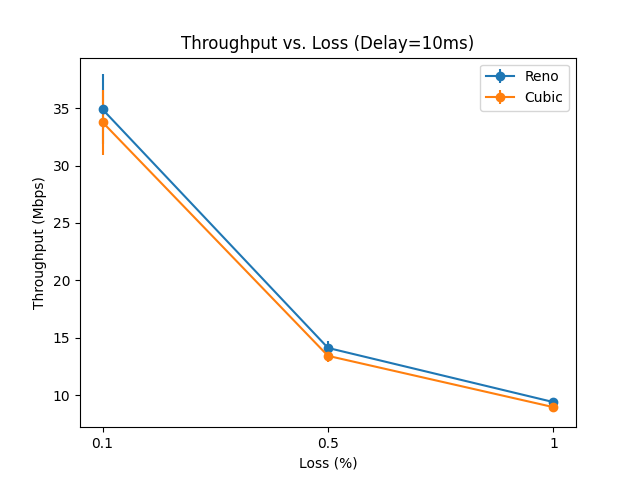 Throughput vs. Loss (Delay=10ms)
Reno
Cubic
Throughput (Mbps)
35
30
25
20
15
10
0.1
0.5
1
Loss (%)